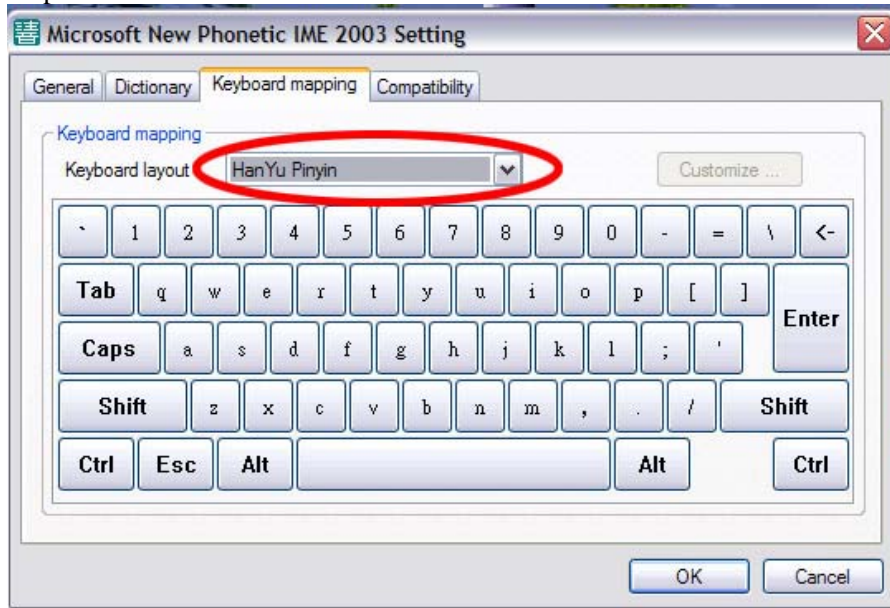 Microsoft New Phonetic IME 2003 Setting
General Dictionary Keyboard mapping Compatibility
Keyboard mapping
Keyboard layout HanYu Pinyin Customize ...
` 1 2 3 4 5 6 7 8 9 0 - = \ <-
Tab q w e r t y u i o p [ ] Enter
Caps a s d f g h j k l ; '
Shift z x c v b n m , . / Shift
Ctrl Esc Alt Alt Ctrl
OK Cancel